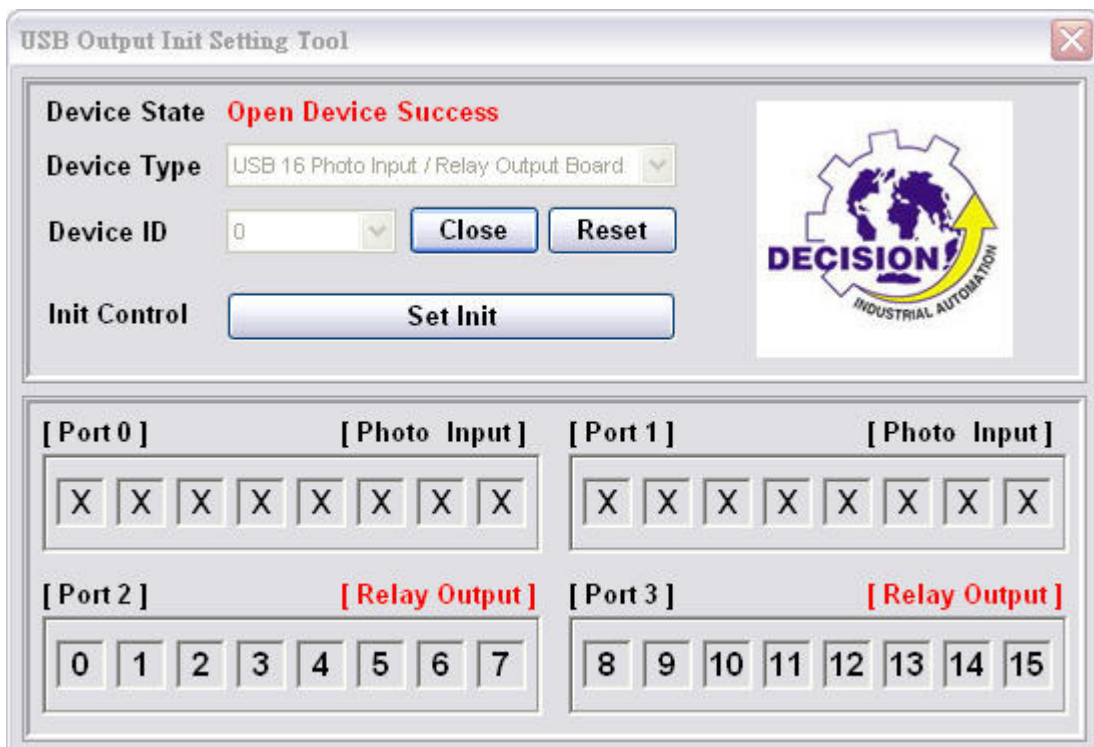 USB Output Init Setting Tool
Device State Open Device Success
Device Type USB 16 Photo Input / Relay Output Board.
Device ID 0 Close Reset
Init Control Set Init
DECISION
INDUSTRIAL AUTOMATION
[ Port 0 ] [ Photo Input ] [ Port 1 ] [ Photo Input ]
X X X X X X X X X X X X X X X X
[ Port 2 ] [ Relay Output ] [ Port 3 ] [ Relay Output ]
0 1 2 3 4 5 6 7 8 9 10 11 12 13 14 15